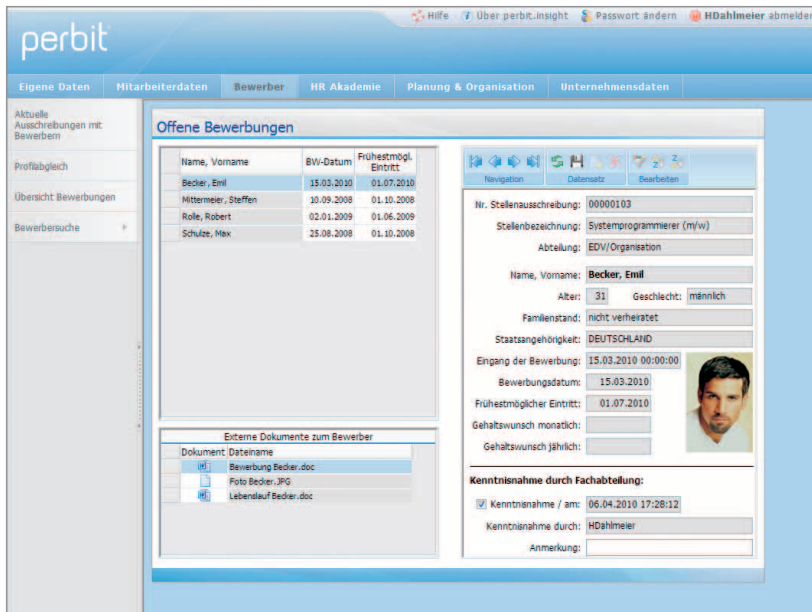 Hilfe Über perbit.insight Passwort ändern HDahlmeier abmelden
perbit
Eigene Daten Mitarbeiterdaten Bewerber HR Akademie Planung & Organisation Unternehmensdaten
Aktuelle
Ausschreibungen mit
Bewerbern
Profilabgleich
Übersicht Bewerbungen
Bewerbersuche
Offene Bewerbungen
Name, Vorname BW-Datum Frühestmögl. Eintritt
Becker, Emil 15.03.2010 01.07.2010
Mittermeier, Steffen 10.09.2008 01.10.2008
Rolle, Robert 02.01.2009 01.06.2009
Schulze, Max 25.08.2008 01.10.2008
Externe Dokumente zum Bewerber
Dokument Dateiname
Bewerbung Becker.doc
Foto Becker.JPG
Lebenslauf Becker.doc
Navigation Datensatz Bearbeiten
Nr. Stellenausschreibung: 00000103
Stellenbezeichnung: Systemprogrammierer (m/w)
Abteilung: EDV/Organisation
Name, Vorname: Becker, Emil
Alter: 31 Geschlecht: männlich
Familienstand: nicht verheiratet
Staatsangehörigkeit: DEUTSCHLAND
Eingang der Bewerbung: 15.03.2010 00:00:00
Bewerbungsdatum: 15.03.2010
Frühestmöglicher Eintritt: 01.07.2010
Gehaltswunsch monatlich:
Gehaltswunsch jährlich:
Kenntnisnahme durch Fachabteilung:
Kenntnisnahme / am: 06.04.2010 17:28:12
Kenntnisnahme durch: HDahlmeier
Anmerkung: